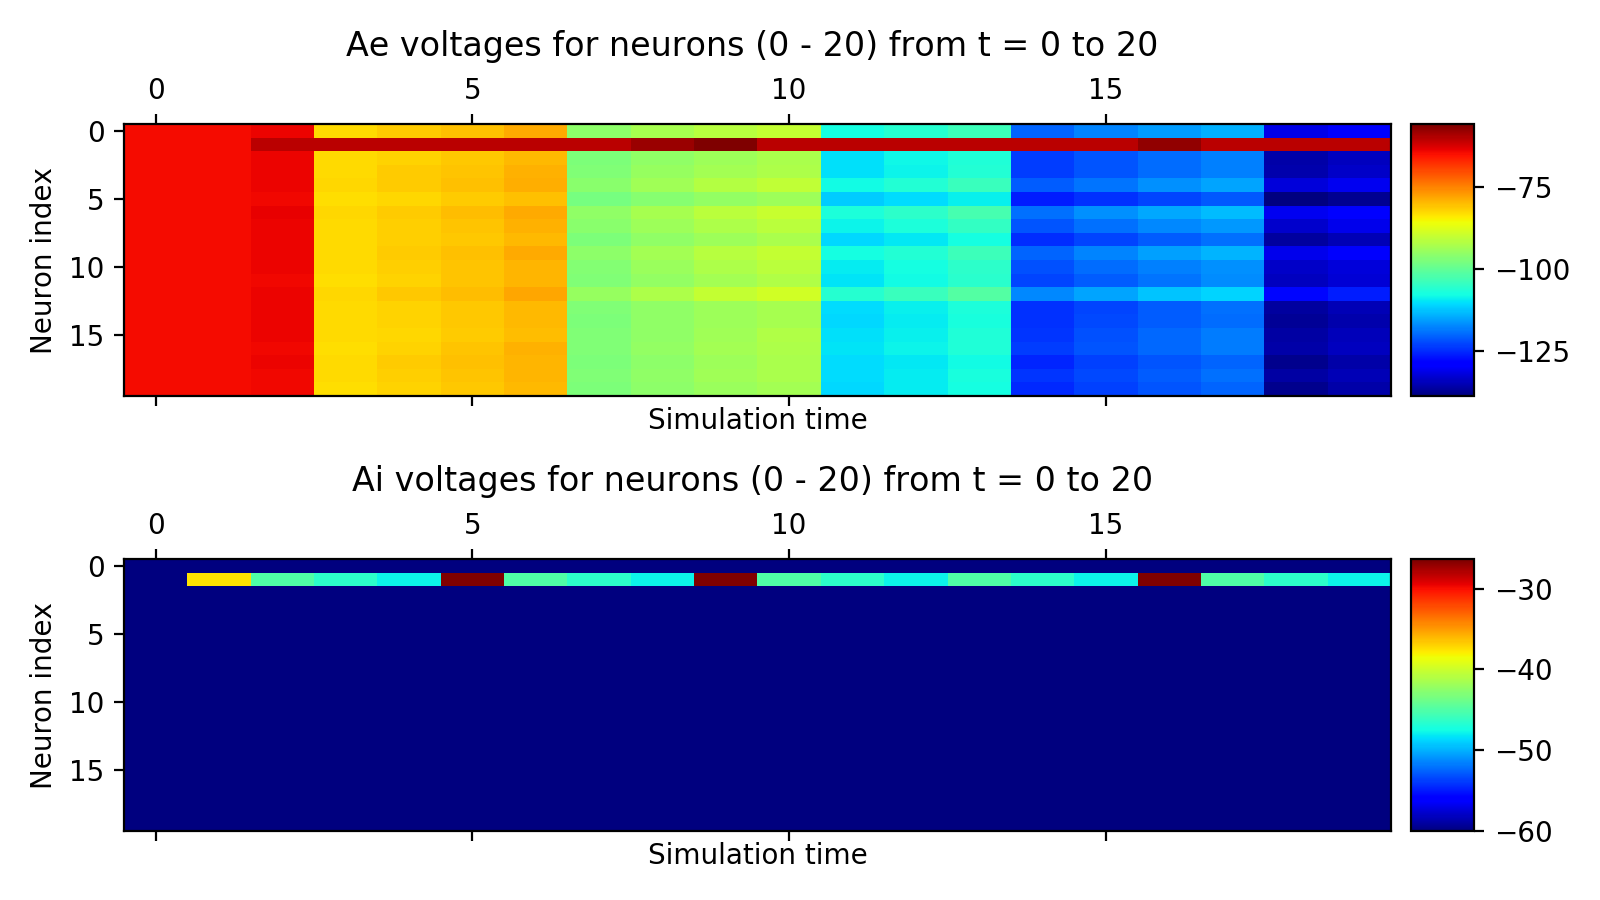 Ae voltages for neurons (0 - 20) from t = 0 to 20
0 5 10 15
Neuron index
0
5
10
15
Simulation time
−75
−100
−125
Ai voltages for neurons (0 - 20) from t = 0 to 20
0 5 10 15
Neuron index
0
5
10
15
Simulation time
−30
−40
−50
−60